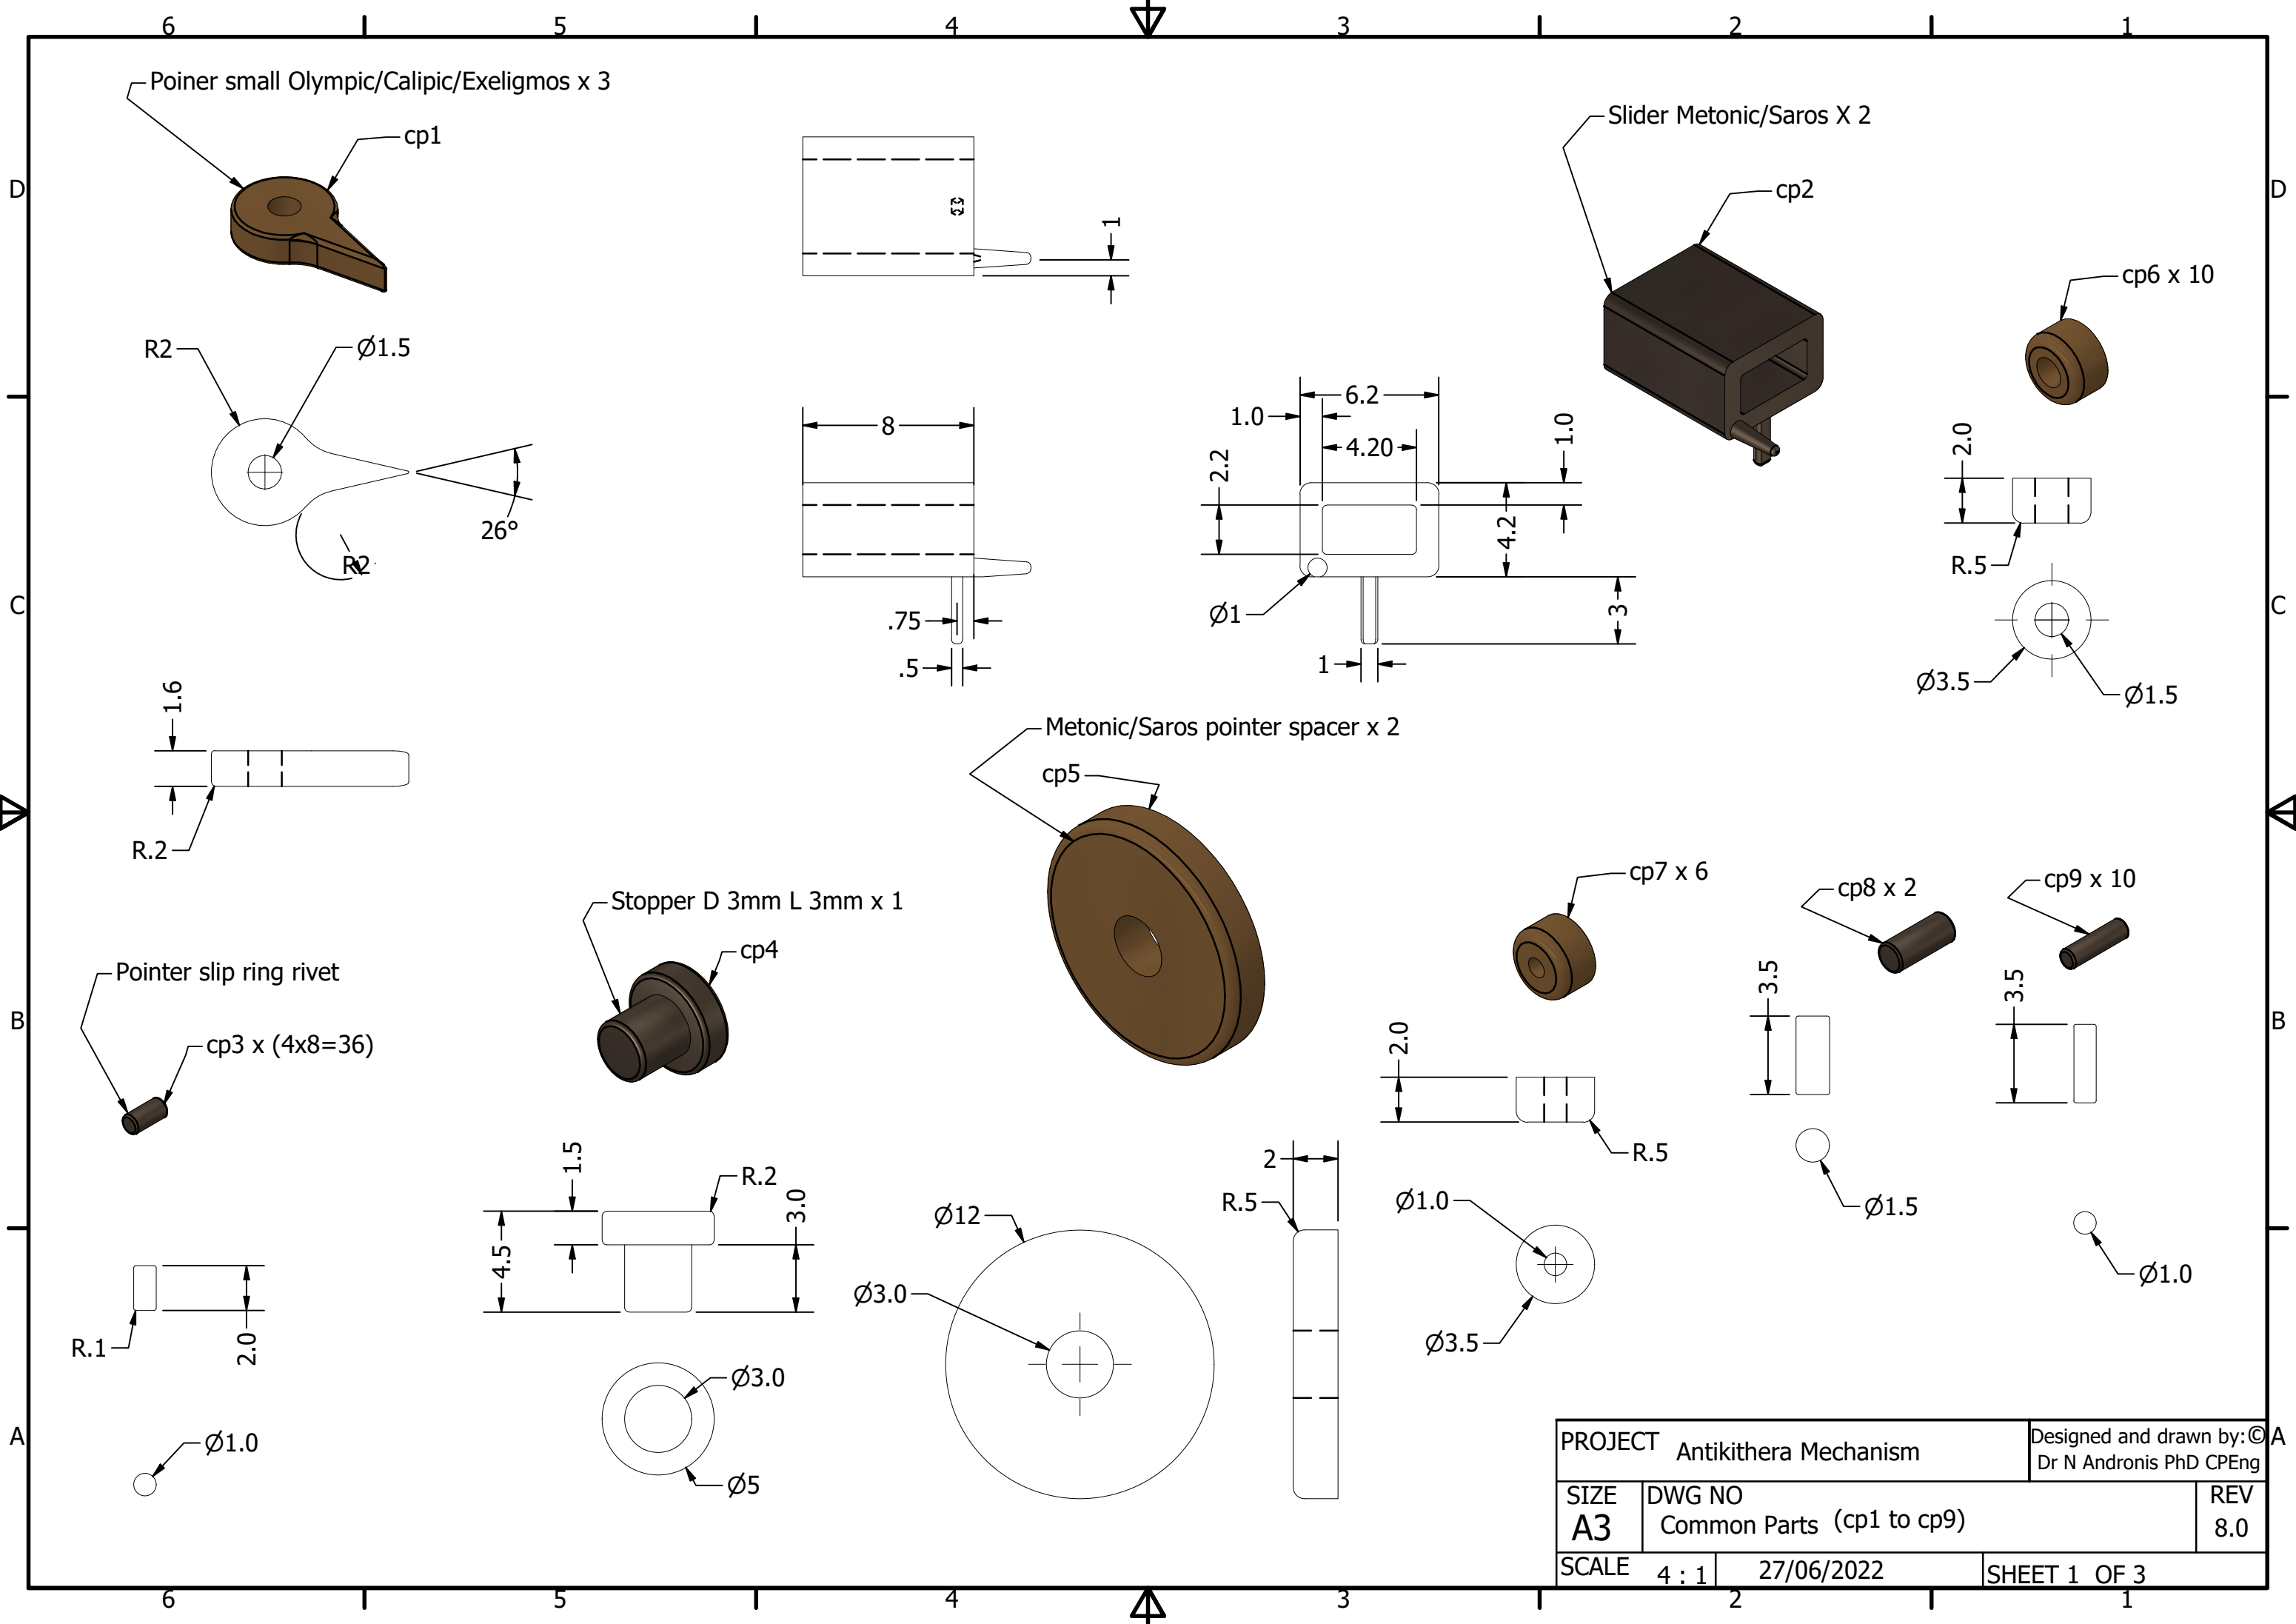 6 5 4 3 2 1
D
D
C
C
B
B
A
A
Poiner small Olympic/Calipic/Exeligmos x 3
cp1
R2
Ø1.5
26°
R2
1.6
R.2
1
8
.75
.5
6.2
1.0
4.20
1.0
2.2
4.2
Ø1
3
1
Slider Metonic/Saros X 2
cp2
cp6 x 10
2.0
R.5
Ø3.5
Ø1.5
Metonic/Saros pointer spacer x 2
cp5
Stopper D 3mm L 3mm x 1
cp4
Pointer slip ring rivet
cp3 x (4x8=36)
cp7 x 6
cp8 x 2
cp9 x 10
2.0
R.5
Ø1.0
Ø3.5
3.5
Ø1.5
3.5
Ø1.0
R.1
2.0
Ø1.0
1.5
R.2
4.5
3.0
Ø3.0
Ø5
Ø12
Ø3.0
2
R.5
PROJECT Antikithera Mechanism
Designed and drawn by:©
Dr N Andronis PhD CPEng
SIZE
A3
DWG NO
Common Parts (cp1 to cp9)
REV
8.0
SCALE 4 : 1
27/06/2022
SHEET 1 OF 3
6 5 4 3 2 1